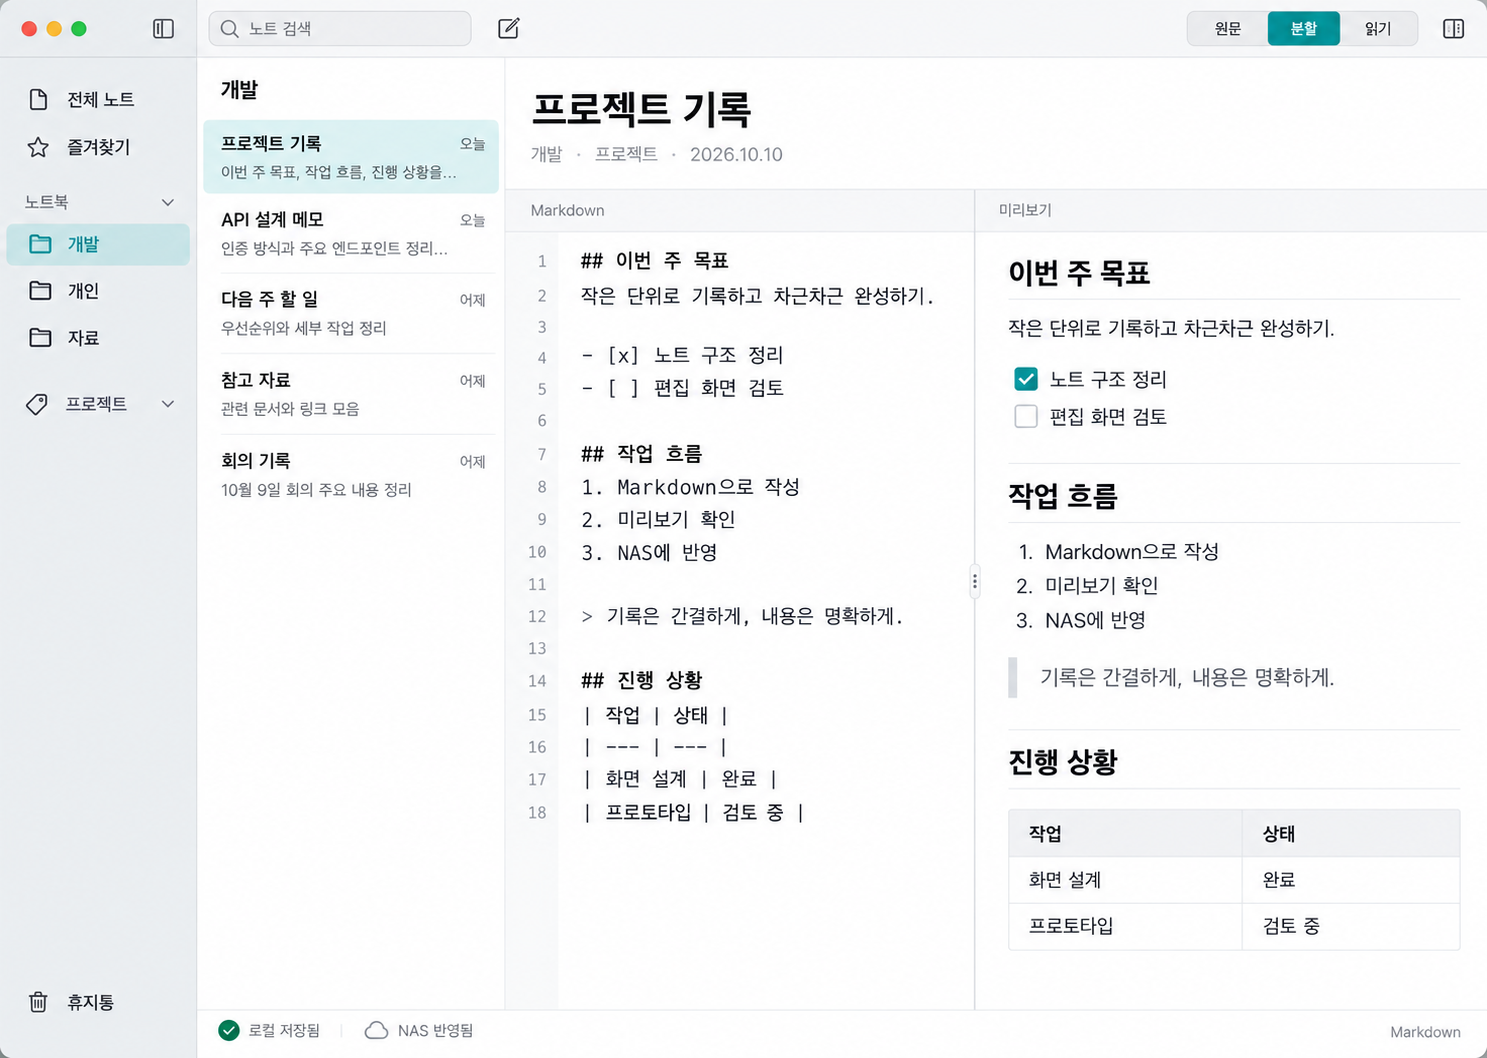 노트 검색
원문
분할
읽기
전체 노트
즐겨찾기
노트북
개발
개인
자료
프로젝트
휴지통
개발
프로젝트 기록
오늘
이번 주 목표, 작업 흐름, 진행 상황을...
API 설계 메모
오늘
인증 방식과 주요 엔드포인트 정리...
다음 주 할 일
어제
우선순위와 세부 작업 정리
참고 자료
어제
관련 문서와 링크 모음
회의 기록
어제
10월 9일 회의 주요 내용 정리
프로젝트 기록
개발 · 프로젝트 · 2026.10.10
Markdown
1 ## 이번 주 목표
2 작은 단위로 기록하고 차근차근 완성하기.
3
4 - [x] 노트 구조 정리
5 - [ ] 편집 화면 검토
6
7 ## 작업 흐름
8 1. Markdown으로 작성
9 2. 미리보기 확인
10 3. NAS에 반영
11
12 > 기록은 간결하게, 내용은 명확하게.
13
14 ## 진행 상황
15 | 작업 | 상태 |
16 | --- | --- |
17 | 화면 설계 | 완료 |
18 | 프로토타입 | 검토 중 |
미리보기
이번 주 목표
작은 단위로 기록하고 차근차근 완성하기.
노트 구조 정리
편집 화면 검토
작업 흐름
1. Markdown으로 작성
2. 미리보기 확인
3. NAS에 반영
기록은 간결하게, 내용은 명확하게.
진행 상황
작업 상태
화면 설계 완료
프로토타입 검토 중
로컬 저장됨
NAS 반영됨
Markdown